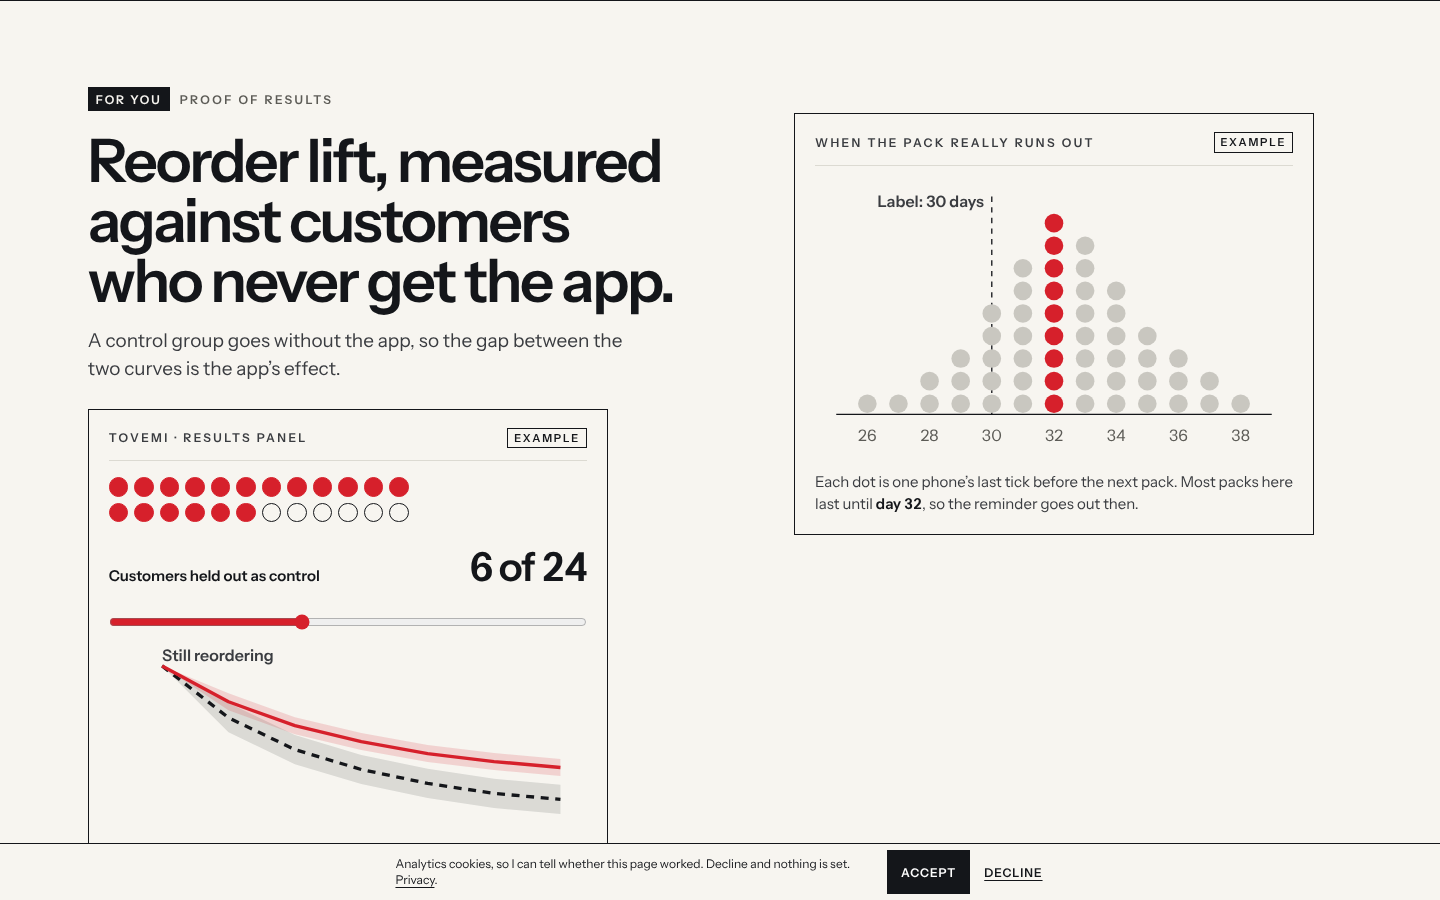 FOR YOU PROOF OF RESULTS
Reorder lift, measured
against customers
who never get the app.
A control group goes without the app, so the gap between the
two curves is the app’s effect.
TOVEMI · RESULTS PANEL EXAMPLE
Customers held out as control 6 of 24
Still reordering
WHEN THE PACK REALLY RUNS OUT EXAMPLE
Label: 30 days
26 28 30 32 34 36 38
Each dot is one phone’s last tick before the next pack. Most packs here
last until day 32, so the reminder goes out then.
Analytics cookies, so I can tell whether this page worked. Decline and nothing is set.
Privacy.
ACCEPT DECLINE